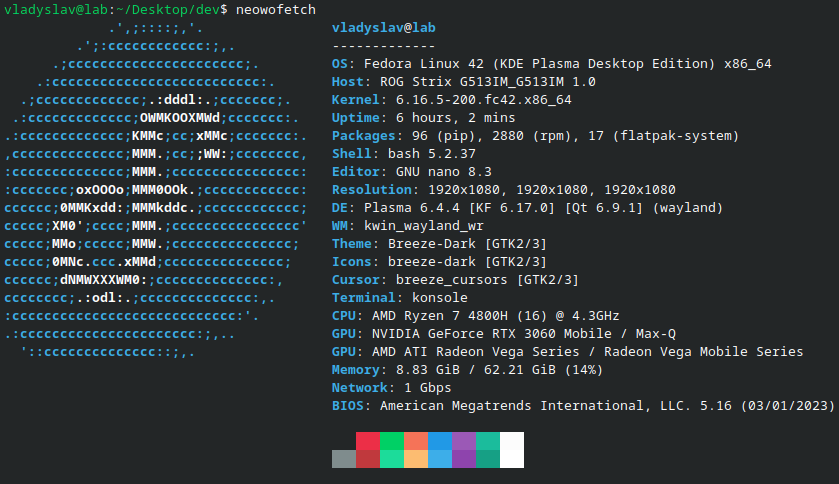 vladyslav@lab:~/Desktop/dev$ neowofetch
             .',;::::;,'.                vladyslav@lab
         .';:cccccccccccc:;,.            -------------
      .;cccccccccccccccccccccc;.         OS: Fedora Linux 42 (KDE Plasma Desktop Edition) x86_64
    .:cccccccccccccccccccccccccc:.       Host: ROG Strix G513IM_G513IM 1.0
  .;ccccccccccccc;.:dddl:.;ccccccc;.     Kernel: 6.16.5-200.fc42.x86_64
 .:ccccccccccccc;OWMKOOXMWd;ccccccc:.    Uptime: 6 hours, 2 mins
.:ccccccccccccc;KMMc;cc;xMMc;ccccccc:.   Packages: 96 (pip), 2880 (rpm), 17 (flatpak-system)
,cccccccccccccc;MMM.;cc;;WW:;cccccccc,   Shell: bash 5.2.37
:cccccccccccccc;MMM.;cccccccccccccccc:   Editor: GNU nano 8.3
:ccccccc;oxOOOo;MMM0OOk.;cccccccccccc:   Resolution: 1920x1080, 1920x1080, 1920x1080
cccccc;0MMKxdd:;MMMkddc.;cccccccccccc;   DE: Plasma 6.4.4 [KF 6.17.0] [Qt 6.9.1] (wayland)
ccccc;XM0';cccc;MMM.;cccccccccccccccc'   WM: kwin_wayland_wr
ccccc;MMo;ccccc;MMW.;ccccccccccccccc;    Theme: Breeze-Dark [GTK2/3]
ccccc;0MNc.ccc.xMMd;ccccccccccccccc;     Icons: breeze-dark [GTK2/3]
cccccc;dNMWXXXWM0:;cccccccccccccc:,      Cursor: breeze_cursors [GTK2/3]
cccccccc;.:odl:.;cccccccccccccc:,.       Terminal: konsole
:cccccccccccccccccccccccccccc:'.         CPU: AMD Ryzen 7 4800H (16) @ 4.3GHz
.:cccccccccccccccccccccc:;,..            GPU: NVIDIA GeForce RTX 3060 Mobile / Max-Q
  '::cccccccccccccc::;,.                 GPU: AMD ATI Radeon Vega Series / Radeon Vega Mobile Series
                                         Memory: 8.83 GiB / 62.21 GiB (14%)
                                         Network: 1 Gbps
                                         BIOS: American Megatrends International, LLC. 5.16 (03/01/2023)